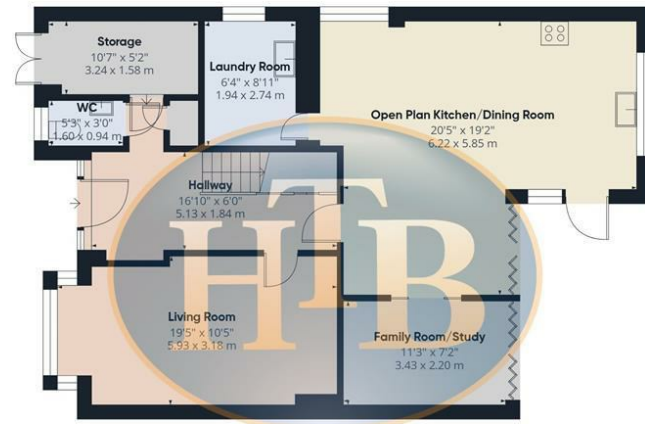 Storage
10'7" x 5'2"
3.24 x 1.58 m
Laundry Room
6'4" x 8'11"
1.94 x 2.74 m
WC
5'3" x 3'0"
1.60 x 0.94 m
Open Plan Kitchen/Dining Room
20'5" x 19'2"
6.22 x 5.85 m
Hallway
16'10" x 6'0"
5.13 x 1.84 m
HTB
Living Room
19'5" x 10'5"
5.93 x 3.18 m
Family Room/Study
11'3" x 7'2"
3.43 x 2.20 m